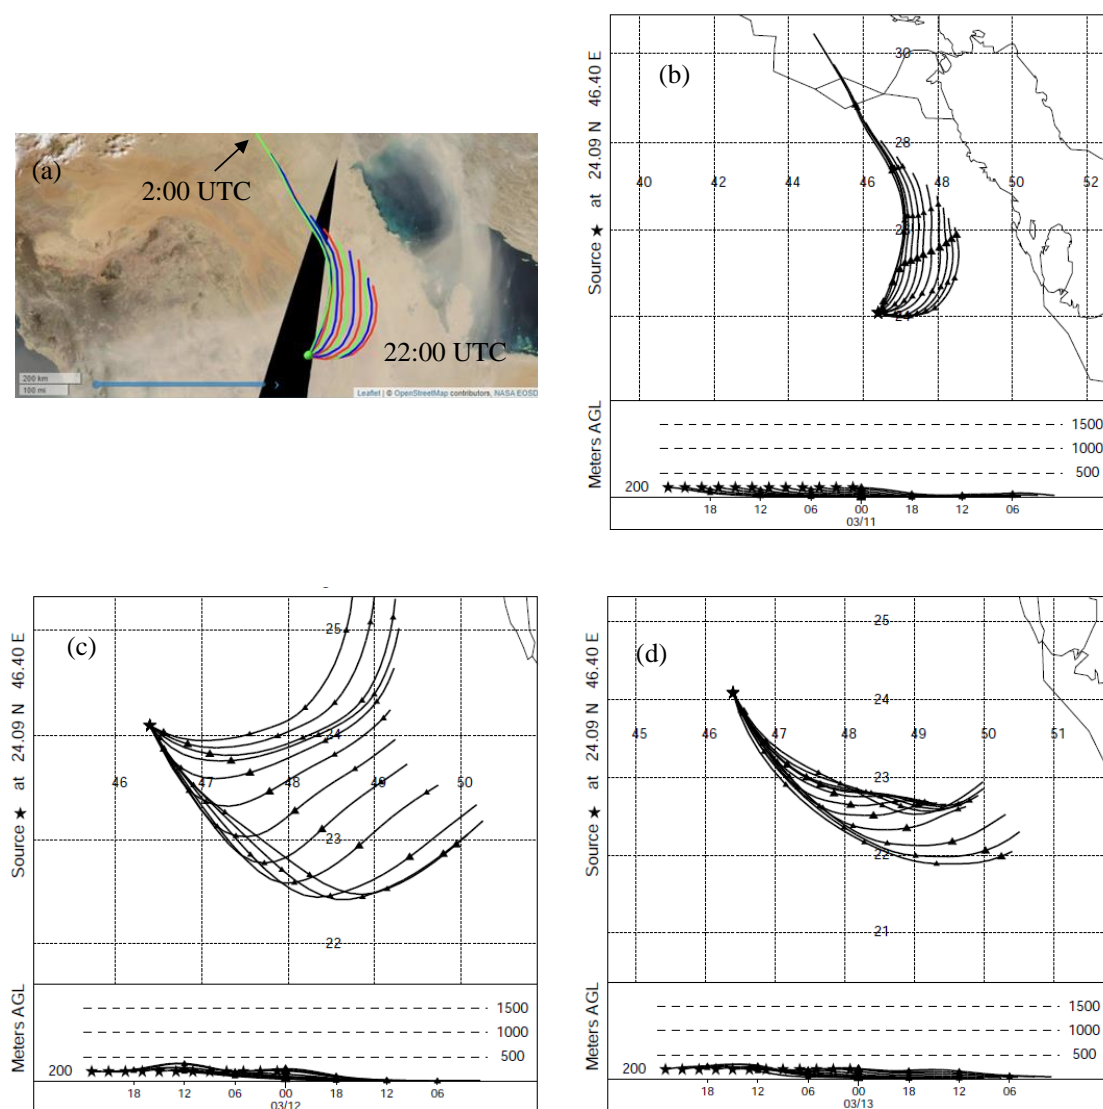 (a)
2:00 UTC
22:00 UTC
200 km
100 mi
Leaflet | © OpenStreetMap contributors, NASA EOSD
(b)
Source ★ at 24.09 N 46.40 E
30
28
40 42 44 46 48 50 52
24
Meters AGL
1500
1000
500
200
18 12 06 00 18 12 06
03/11
(c)
Source ★ at 24.09 N 46.40 E
25
24
46 47 48 49 50
23
22
Meters AGL
1500
1000
500
200
18 12 06 00 18 12 06
03/12
(d)
Source ★ at 24.09 N 46.40 E
25
24
45 46 47 48 49 50 51
23
22
21
Meters AGL
1500
1000
500
200
18 12 06 00 18 12 06
03/13